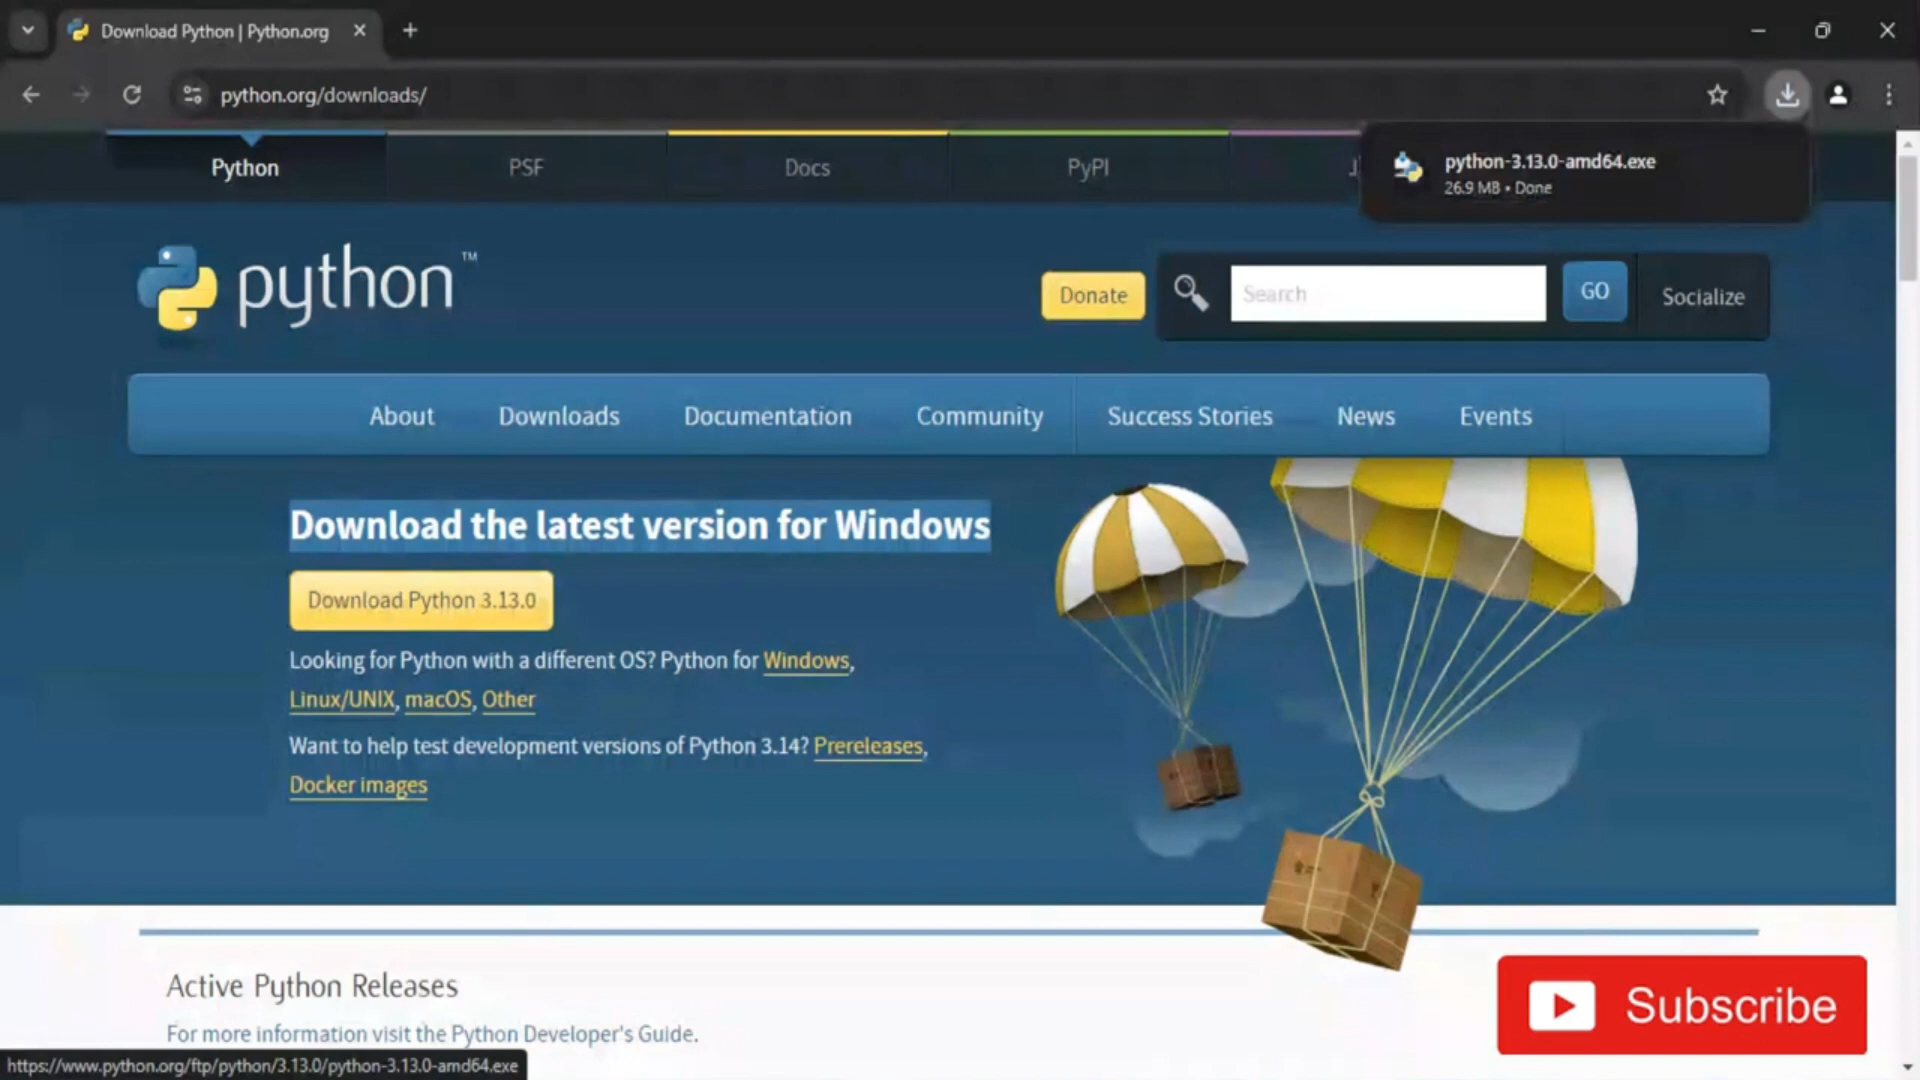 Download Python | Python.org
python.org/downloads/
python-3.13.0-amd64.exe
26.9 MB • Done
Python
PSF
Docs
PyPI
J
python™
Donate
Search
GO
Socialize
About
Downloads
Documentation
Community
Success Stories
News
Events
Download the latest version for Windows
Download Python 3.13.0
Looking for Python with a different OS? Python for Windows,
Linux/UNIX, macOS, Other
Want to help test development versions of Python 3.14? Prereleases,
Docker images
Active Python Releases
For more information visit the Python Developer's Guide.
Subscribe
https://www.python.org/ftp/python/3.13.0/python-3.13.0-amd64.exe